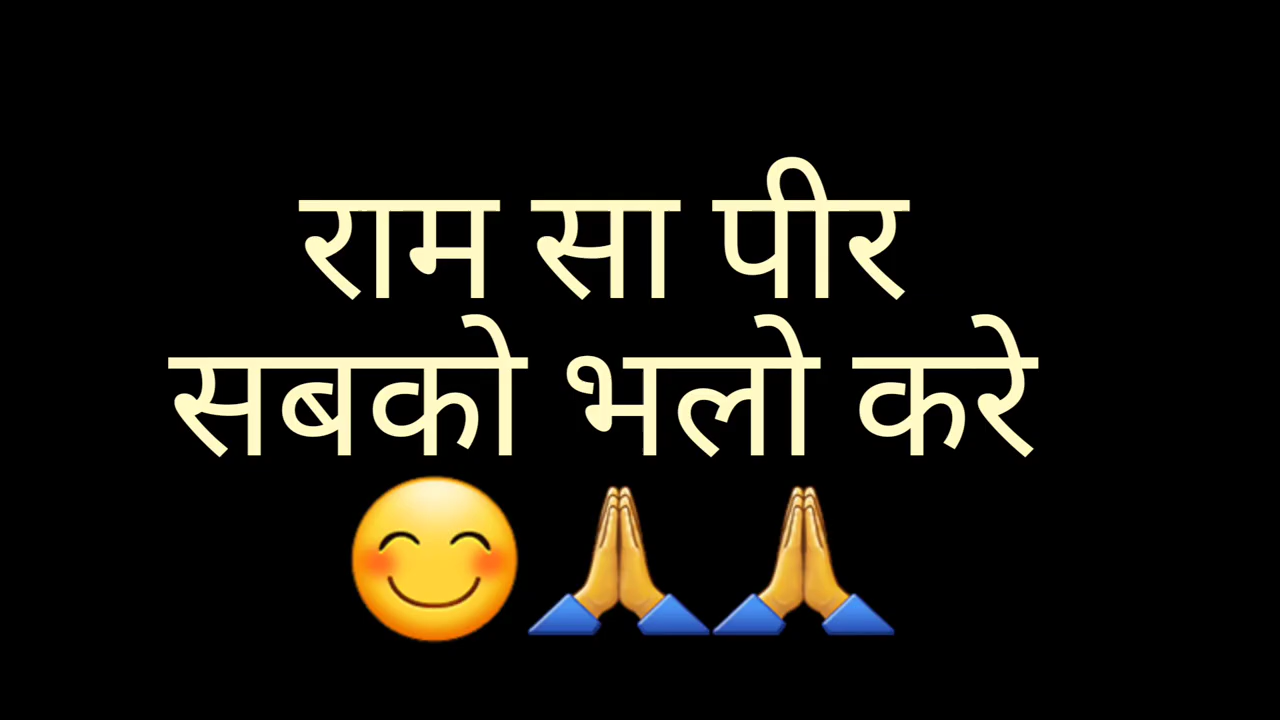 राम सा पीर
सबको भलो करे
😊🙏🙏